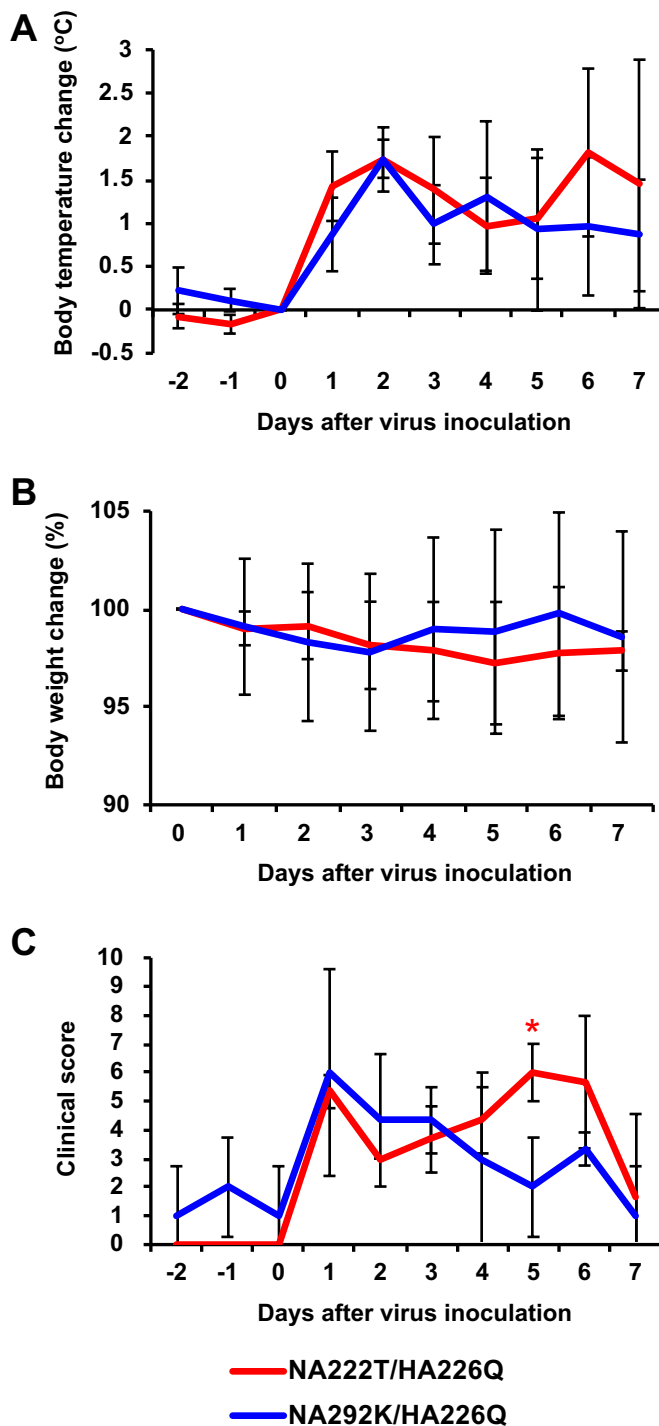 A
Body temperature change (ºC)
3
2.5
2
1.5
1
0.5
0
-0.5
-2 -1 0 1 2 3 4 5 6 7
Days after virus inoculation
B
Body weight change (%)
105
100
95
90
0 1 2 3 4 5 6 7
Days after virus inoculation
C
Clinical score
10
9
8
7
6
5
4
3
2
1
0
*
-2 -1 0 1 2 3 4 5 6 7
Days after virus inoculation
NA222T/HA226Q
NA292K/HA226Q